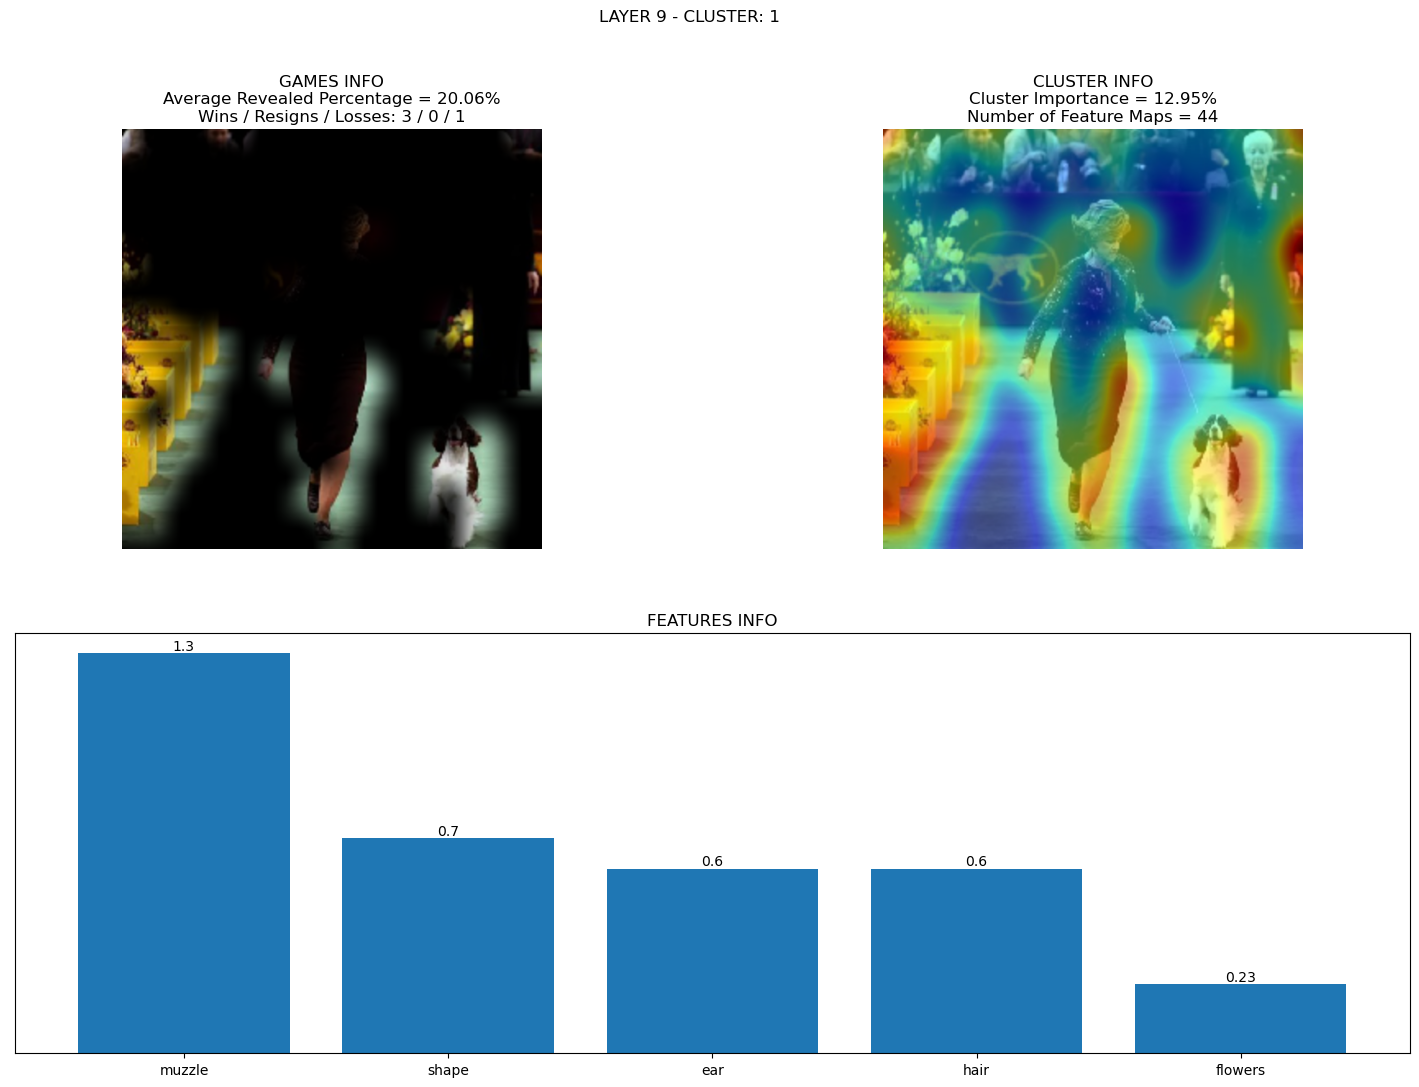 LAYER 9 - CLUSTER: 1
GAMES INFO
Average Revealed Percentage = 20.06%
Wins / Resigns / Losses: 3 / 0 / 1
CLUSTER INFO
Cluster Importance = 12.95%
Number of Feature Maps = 44
FEATURES INFO
1.3
0.7
0.6
0.6
0.23
muzzle
shape
ear
hair
flowers